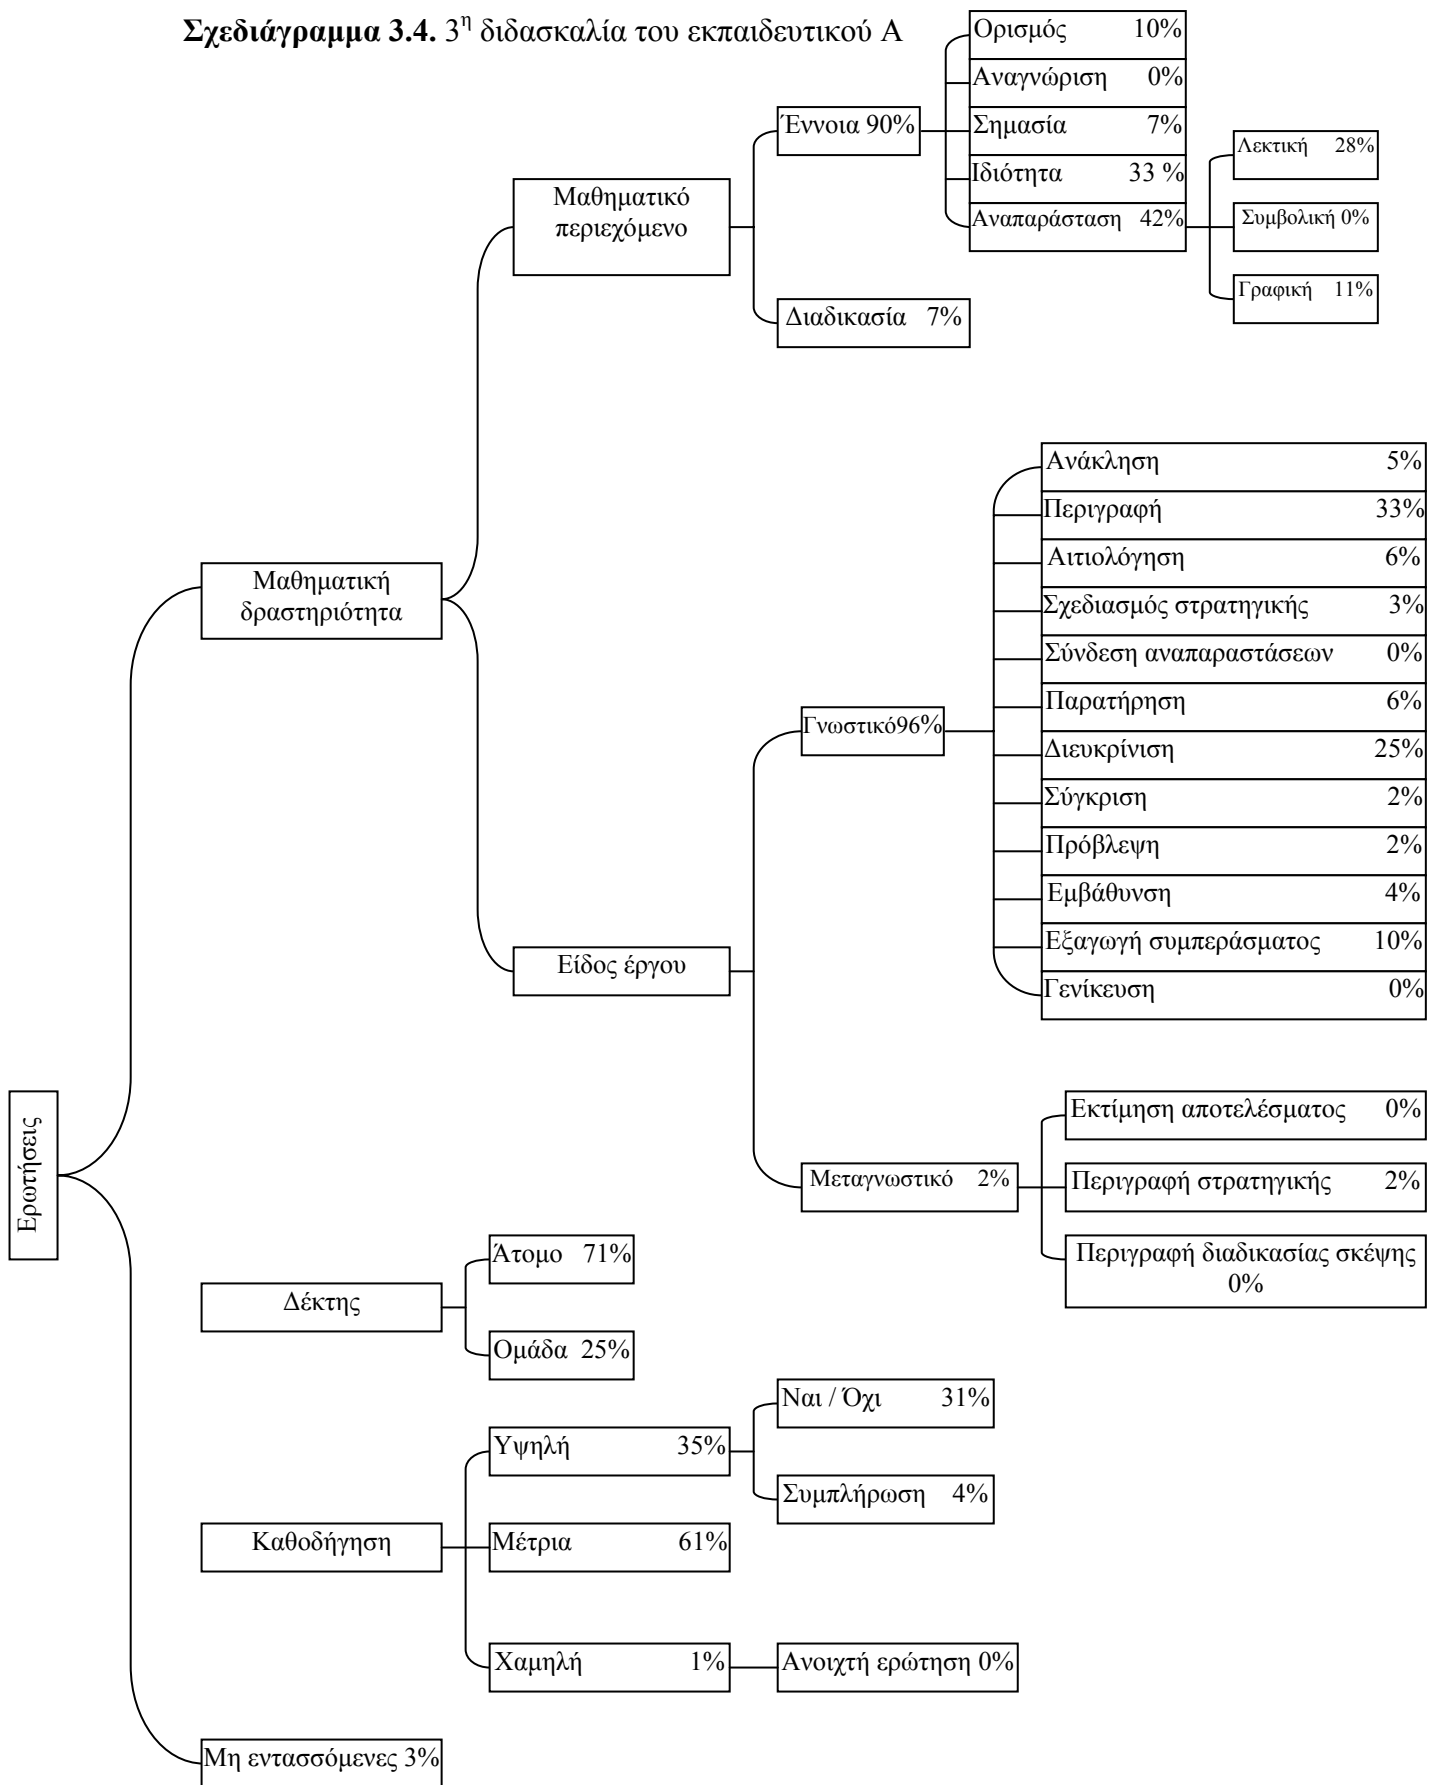 Σχεδιάγραμμα 3.4. 3η διδασκαλία του εκπαιδευτικού Α
Ορισμός 10%
Αναγνώριση 0%
Σημασία 7%
Ιδιότητα 33 %
Αναπαράσταση 42%
Έννοια 90%
Λεκτική 28%
Συμβολική 0%
Γραφική 11%
Μαθηματικό
περιεχόμενο
Διαδικασία 7%
Ανάκληση 5%
Περιγραφή 33%
Αιτιολόγηση 6%
Σχεδιασμός στρατηγικής 3%
Σύνδεση αναπαραστάσεων 0%
Παρατήρηση 6%
Διευκρίνιση 25%
Σύγκριση 2%
Πρόβλεψη 2%
Εμβάθυνση 4%
Εξαγωγή συμπεράσματος 10%
Γενίκευση 0%
Μαθηματική
δραστηριότητα
Γνωστικό96%
Είδος έργου
Εκτίμηση αποτελέσματος 0%
Μεταγνωστικό 2%
Περιγραφή στρατηγικής 2%
Περιγραφή διαδικασίας σκέψης
0%
Ερωτήσεις
Άτομο 71%
Δέκτης
Ομάδα 25%
Ναι / Όχι 31%
Υψηλή 35%
Συμπλήρωση 4%
Καθοδήγηση
Μέτρια 61%
Χαμηλή 1%
Ανοιχτή ερώτηση 0%
Μη εντασσόμενες 3%